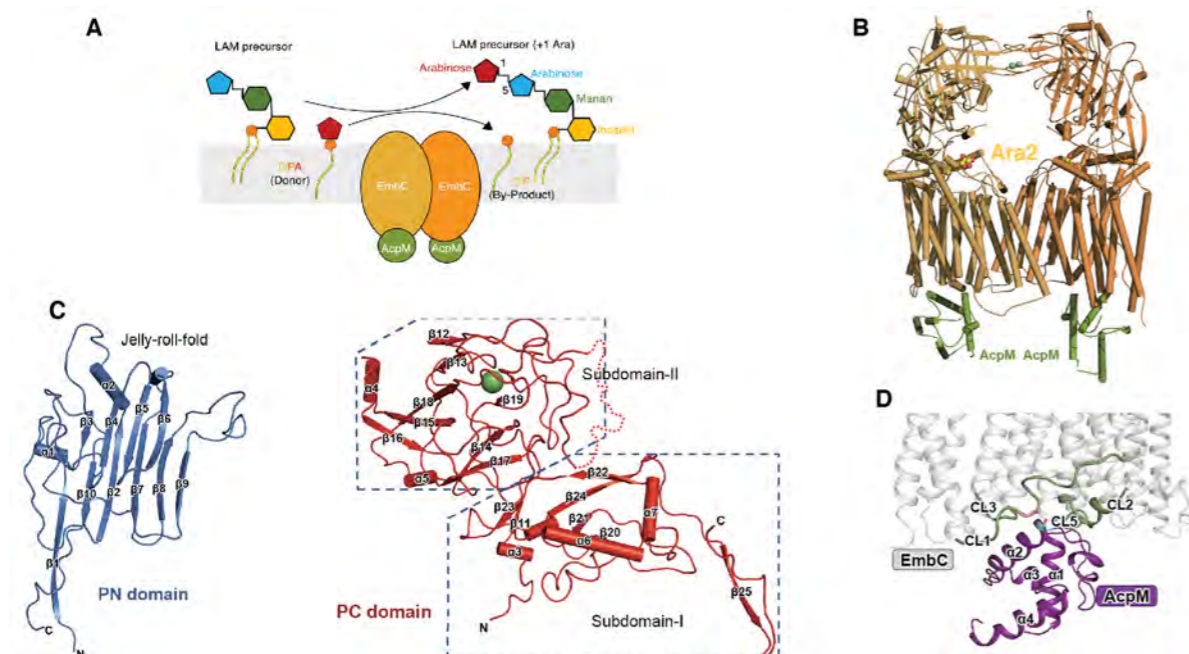 A
LAM precursor
LAM precursor (+1 Ara)
Arabinose
1
5
Arabinose
Manan
DPA
(Donor)
EmbC
EmbC
(By-Product)
AcpM
AcpM
B
Ara2
AcpM
AcpM
C
Jelly-roll-fold
α2
β5
β6
β3
β4
α1
β10
β2
β7
β8
β9
β1
PN domain
C
N
β12
β13
Subdomain-II
α4
β18
β19
β15
β16
β14
β17
α5
β22
β24
β23
α7
β11
β21
β20
α6
α3
C
β25
PC domain
N
Subdomain-I
D
CL3
CL2
CL5
CL1
EmbC
α2
α3
α1
AcpM
α4